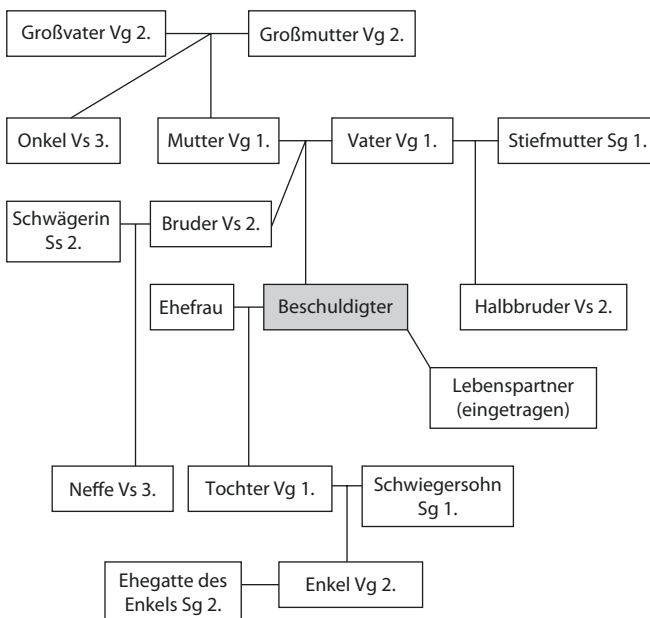 Großvater Vg 2.
Großmutter Vg 2.
Onkel Vs 3.
Mutter Vg 1.
Vater Vg 1.
Stiefmutter Sg 1.
Schwägerin
Ss 2.
Bruder Vs 2.
Ehefrau
Beschuldigter
Halbbruder Vs 2.
Lebenspartner
(eingetragen)
Neffe Vs 3.
Tochter Vg 1.
Schwiegersohn
Sg 1.
Ehegatte des
Enkels Sg 2.
Enkel Vg 2.